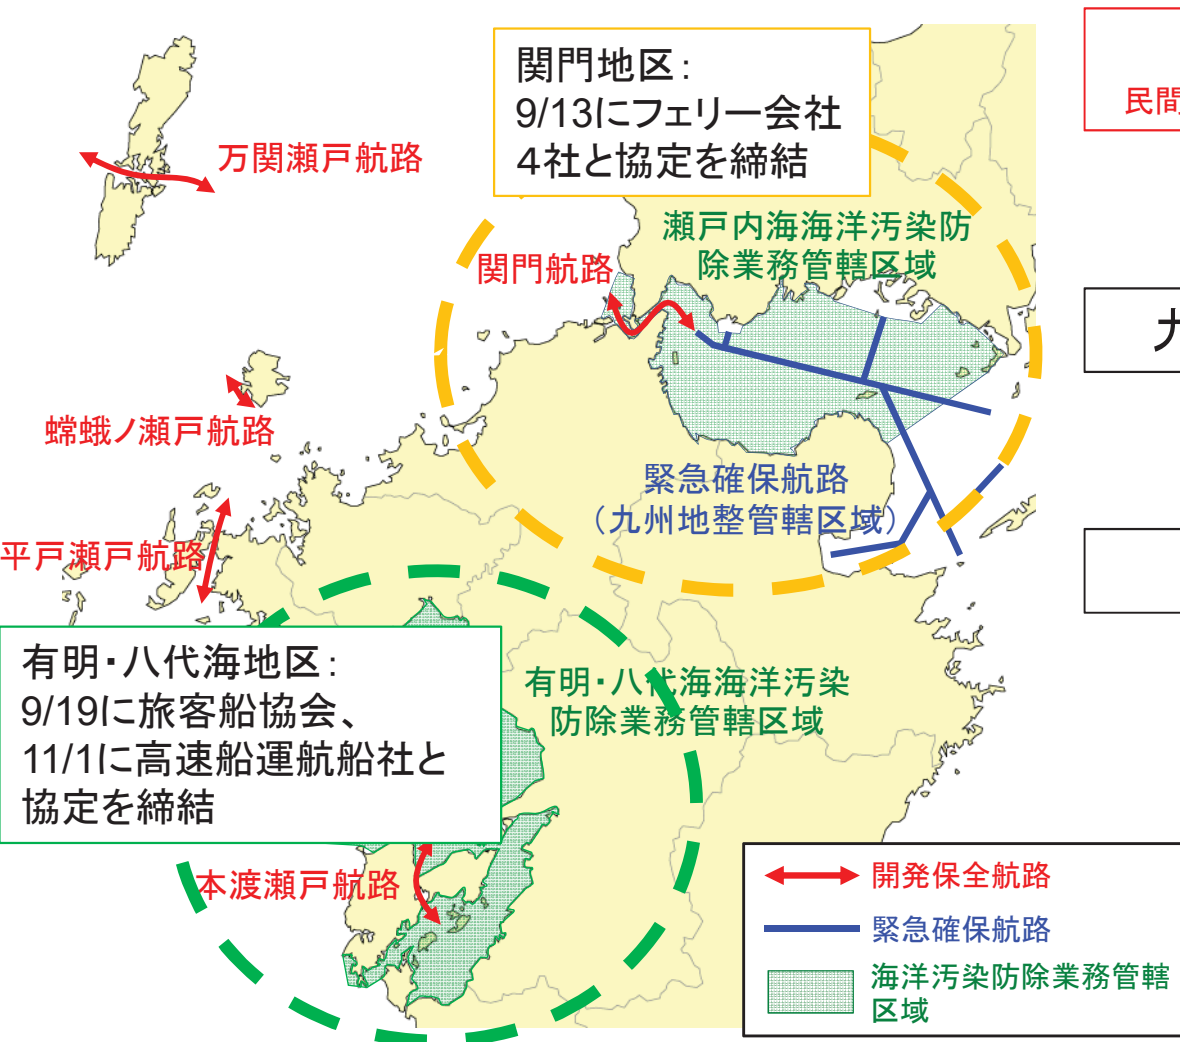 関門地区：
9/13にフェリー会社
４社と協定を締結
民間
万関瀬戸航路
瀬戸内海海洋汚染防
除業務管轄区域
関門航路
蠑蛾ノ瀬戸航路
緊急確保航路
（九州地整管轄区域）
平戸瀬戸航路
有明・八代海地区：
9/19に旅客船協会、
11/1に高速船運航船社と
協定を締結
有明・八代海海洋汚染
防除業務管轄区域
本渡瀬戸航路
開発保全航路
緊急確保航路
海洋汚染防除業務管轄
区域